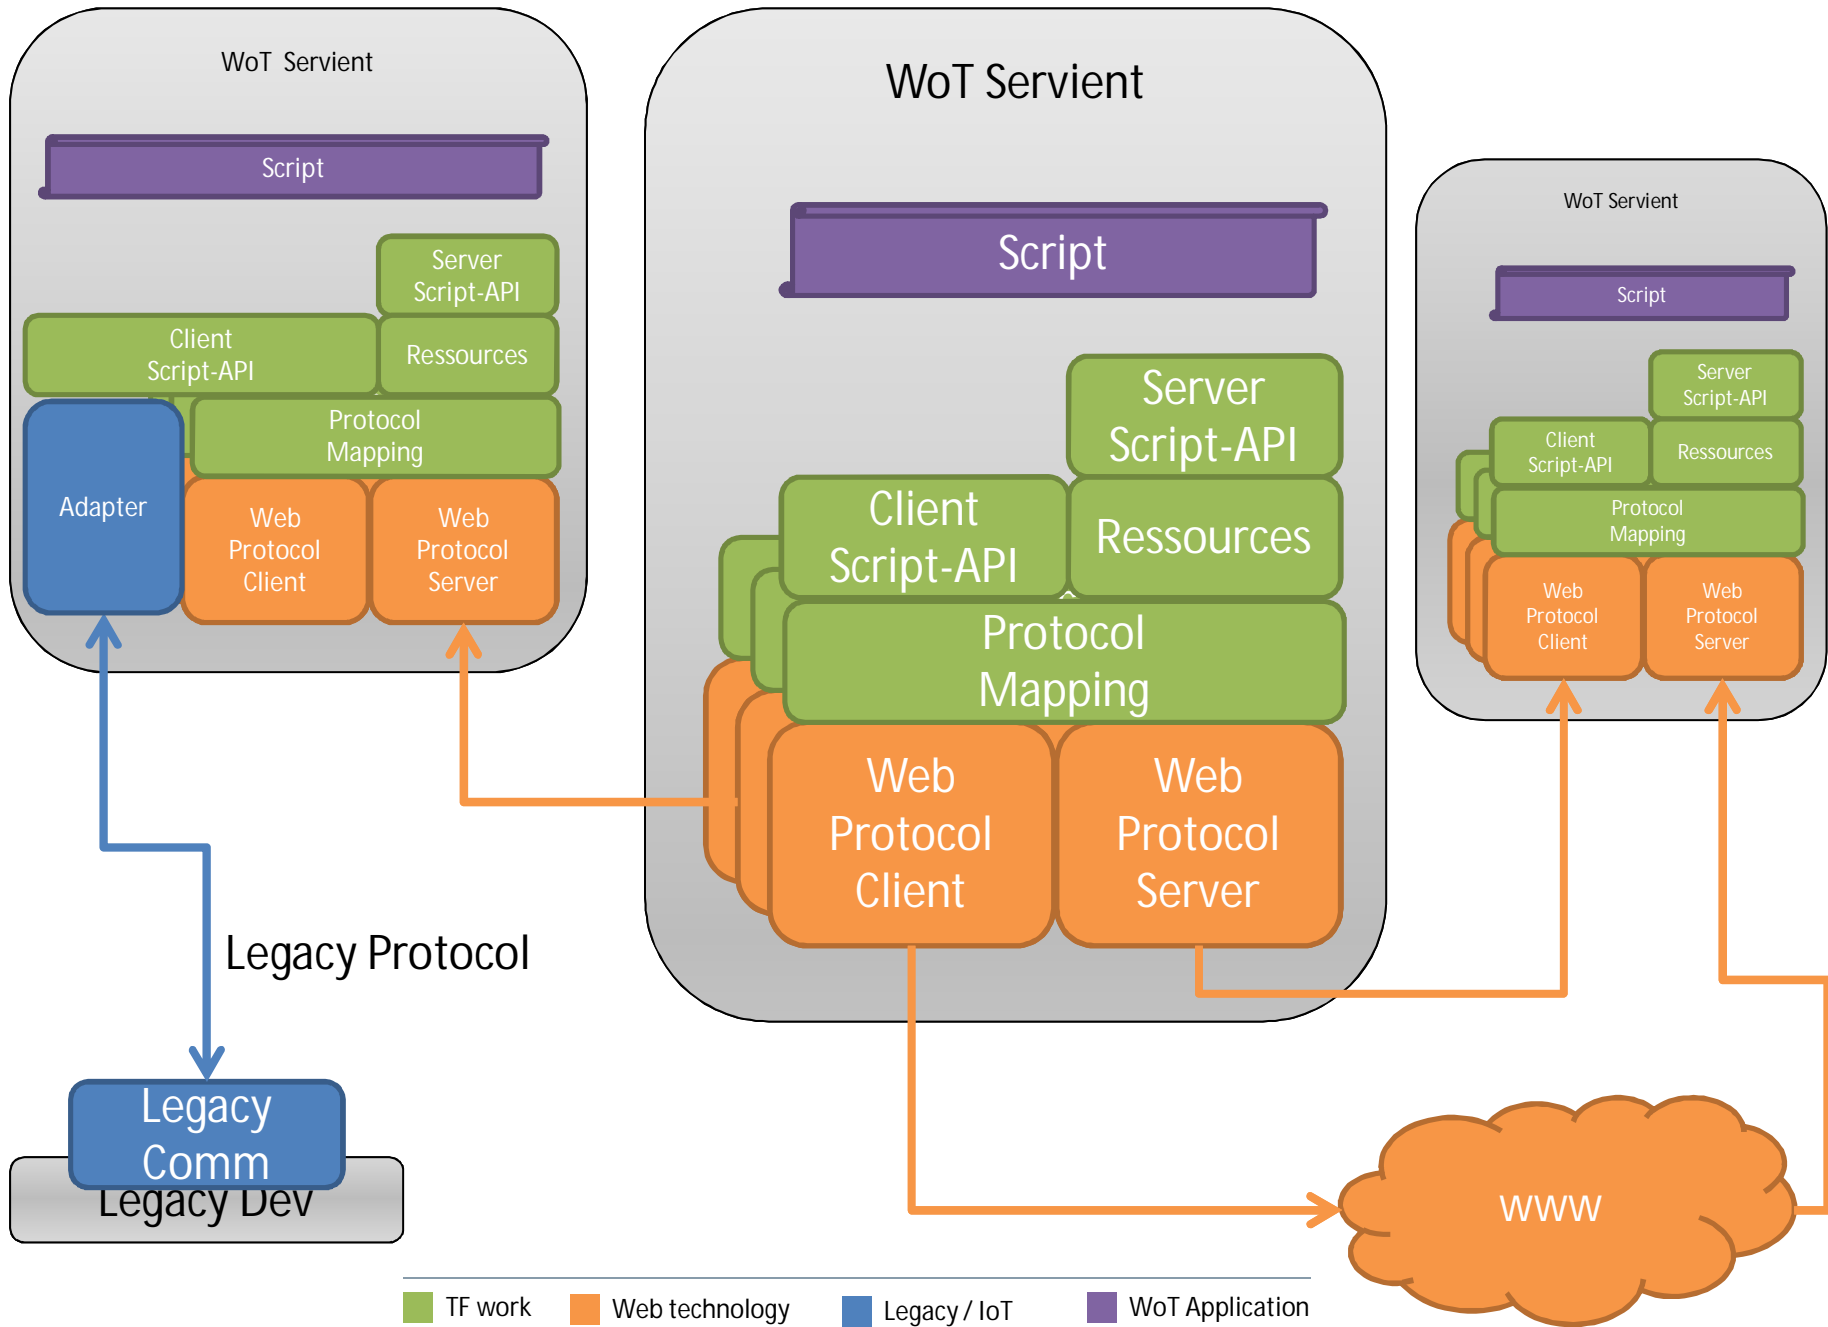 WoT Servient
Script
Server
Script-API
Client
Script-API
Ressources
Protocol
Mapping
Adapter
Web
Protocol
Client
Web
Protocol
Server
Legacy Protocol
Legacy
Comm
Legacy Dev
WoT Servient
Script
Server
Script-API
Client
Script-API
Ressources
Protocol
Mapping
Web
Protocol
Client
Web
Protocol
Server
WoT Servient
Script
Server
Script-API
Client
Script-API
Ressources
Protocol
Mapping
Web
Protocol
Client
Web
Protocol
Server
WWW
TF work
Web technology
Legacy / IoT
WoT Application